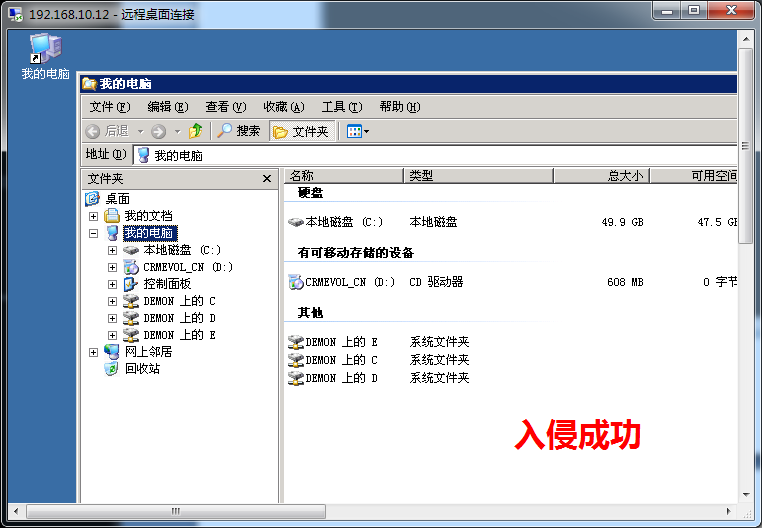 192.168.10.12 - 远程桌面连接
我的电脑
我的电脑
文件(F) 编辑(E) 查看(V) 收藏(A) 工具(T) 帮助(H)
后退 搜索 文件夹
地址(D) 我的电脑
文件夹
桌面
我的文档
我的电脑
本地磁盘 (C:)
CRMEVOL_CN (D:)
控制面板
DEMON 上的 C
DEMON 上的 D
DEMON 上的 E
网上邻居
回收站
名称 类型 总大小 可用空间
硬盘
本地磁盘 (C:) 本地磁盘 49.9 GB 47.5 GB
有可移动存储的设备
CRMEVOL_CN (D:) CD 驱动器 608 MB 0 字节
其他
DEMON 上的 E 系统文件夹
DEMON 上的 C 系统文件夹
DEMON 上的 D 系统文件夹
入侵成功